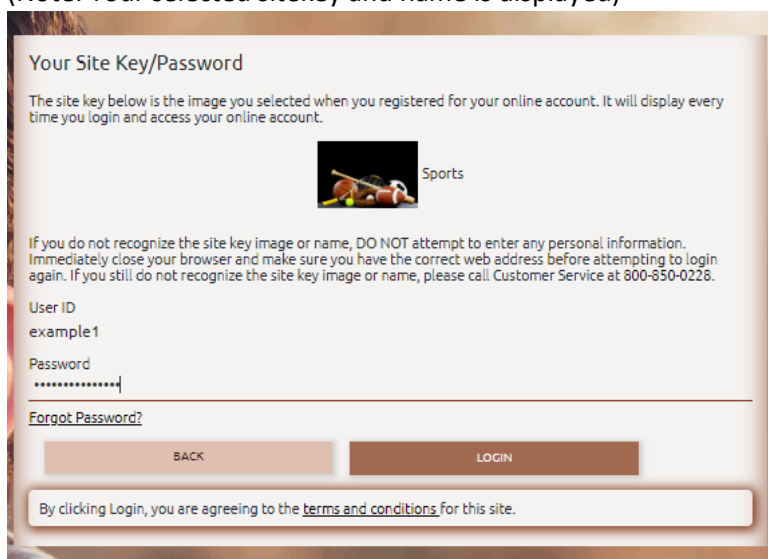 (Note: Your selected sitekey and name is displayed)
Your Site Key/Password
The site key below is the image you selected when you registered for your online account. It will display every
time you login and access your online account.
Sports
If you do not recognize the site key image or name, DO NOT attempt to enter any personal information.
Immediately close your browser and make sure you have the correct web address before attempting to login
again. If you still do not recognize the site key image or name, please call Customer Service at 800-850-0228.
User ID
example1
Password
•••••••••••••••
Forgot Password?
BACK LOGIN
By clicking Login, you are agreeing to the terms and conditions for this site.